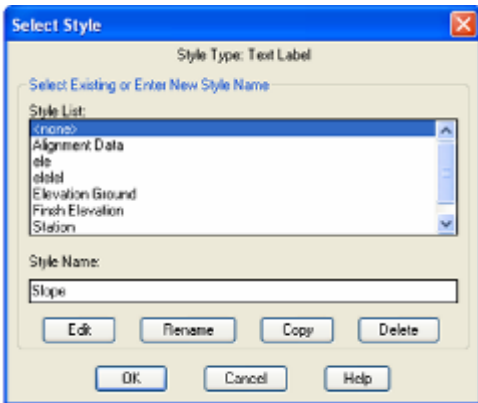 Select Style
Style Type: Text Label
Select Existing or Enter New Style Name
Style List:
<none>
Alignment Data
ele
elelel
Elevation Ground
Finsh Elevation
Station
Style Name:
Slope
Edit Rename Copy Delete
OK Cancel Help